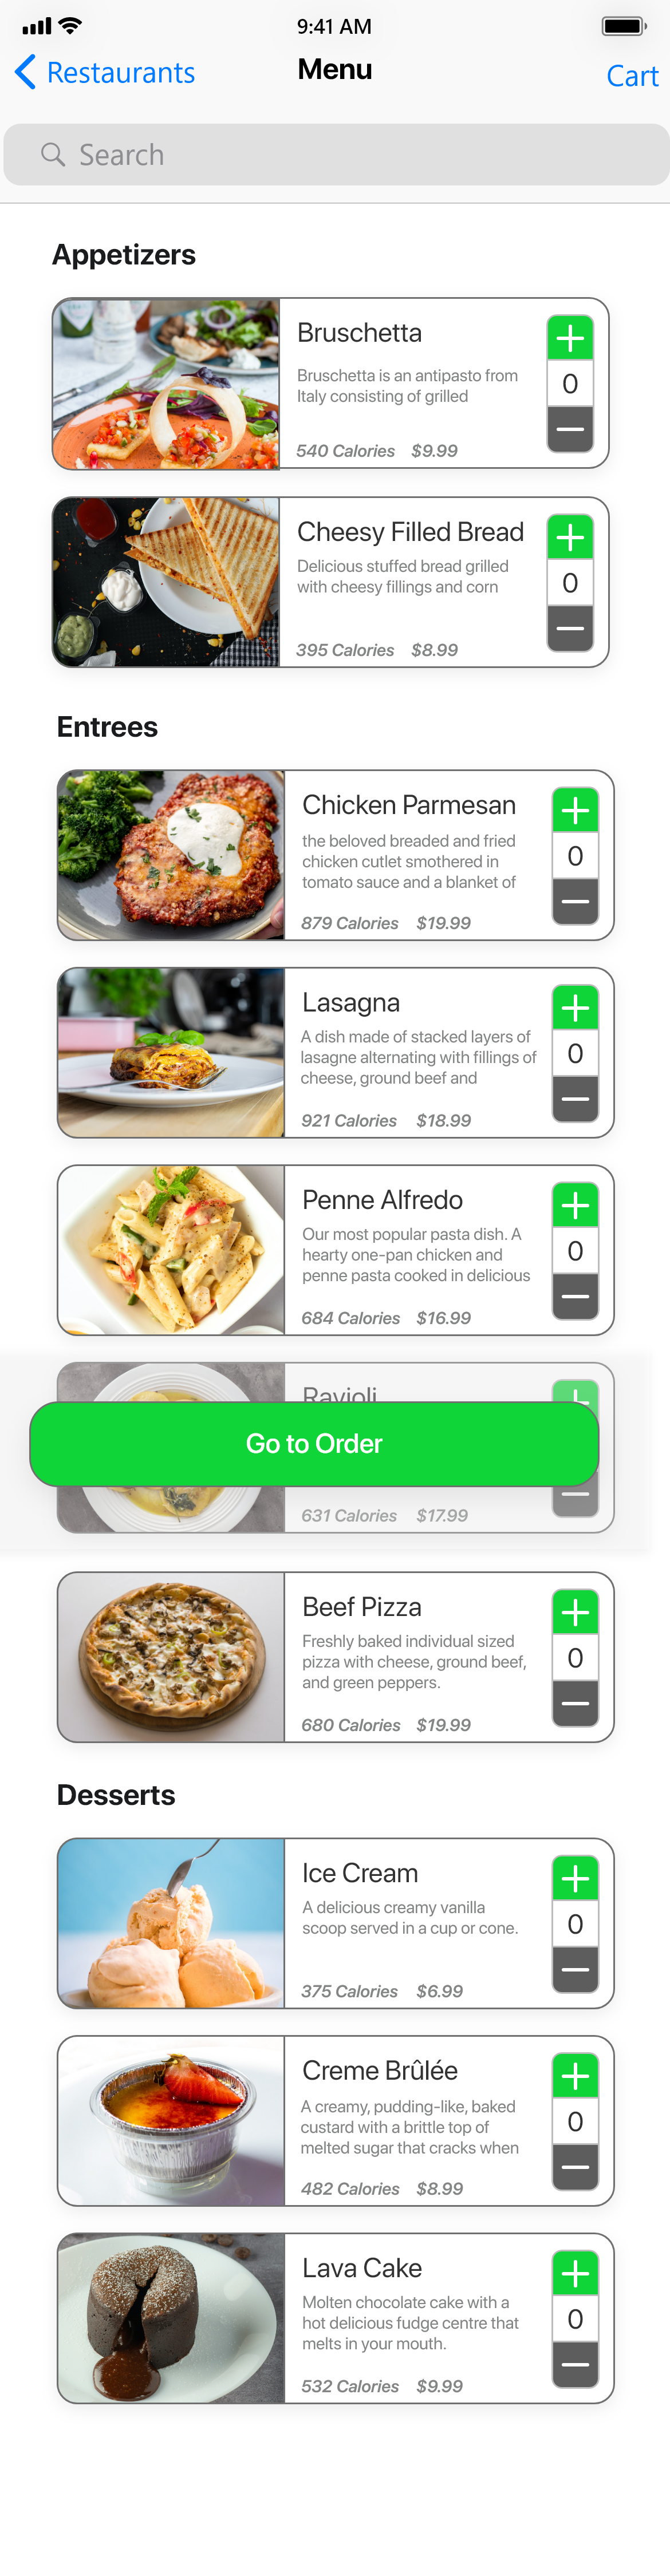 9:41 AM
Restaurants
Menu
Cart
Search
Appetizers
Bruschetta
Bruschetta is an antipasto from
Italy consisting of grilled
540 Calories $9.99
0
Cheesy Filled Bread
Delicious stuffed bread grilled
with cheesy fillings and corn
395 Calories $8.99
0
Entrees
Chicken Parmesan
the beloved breaded and fried
chicken cutlet smothered in
tomato sauce and a blanket of
879 Calories $19.99
0
Lasagna
A dish made of stacked layers of
lasagne alternating with fillings of
cheese, ground beef and
921 Calories $18.99
0
Penne Alfredo
Our most popular pasta dish. A
hearty one-pan chicken and
penne pasta cooked in delicious
684 Calories $16.99
0
Ravioli
Go to Order
631 Calories $17.99
Beef Pizza
Freshly baked individual sized
pizza with cheese, ground beef,
and green peppers.
680 Calories $19.99
0
Desserts
Ice Cream
A delicious creamy vanilla
scoop served in a cup or cone.
375 Calories $6.99
0
Creme Brûlée
A creamy, pudding-like, baked
custard with a brittle top of
melted sugar that cracks when
482 Calories $8.99
0
Lava Cake
Molten chocolate cake with a
hot delicious fudge centre that
melts in your mouth.
532 Calories $9.99
0